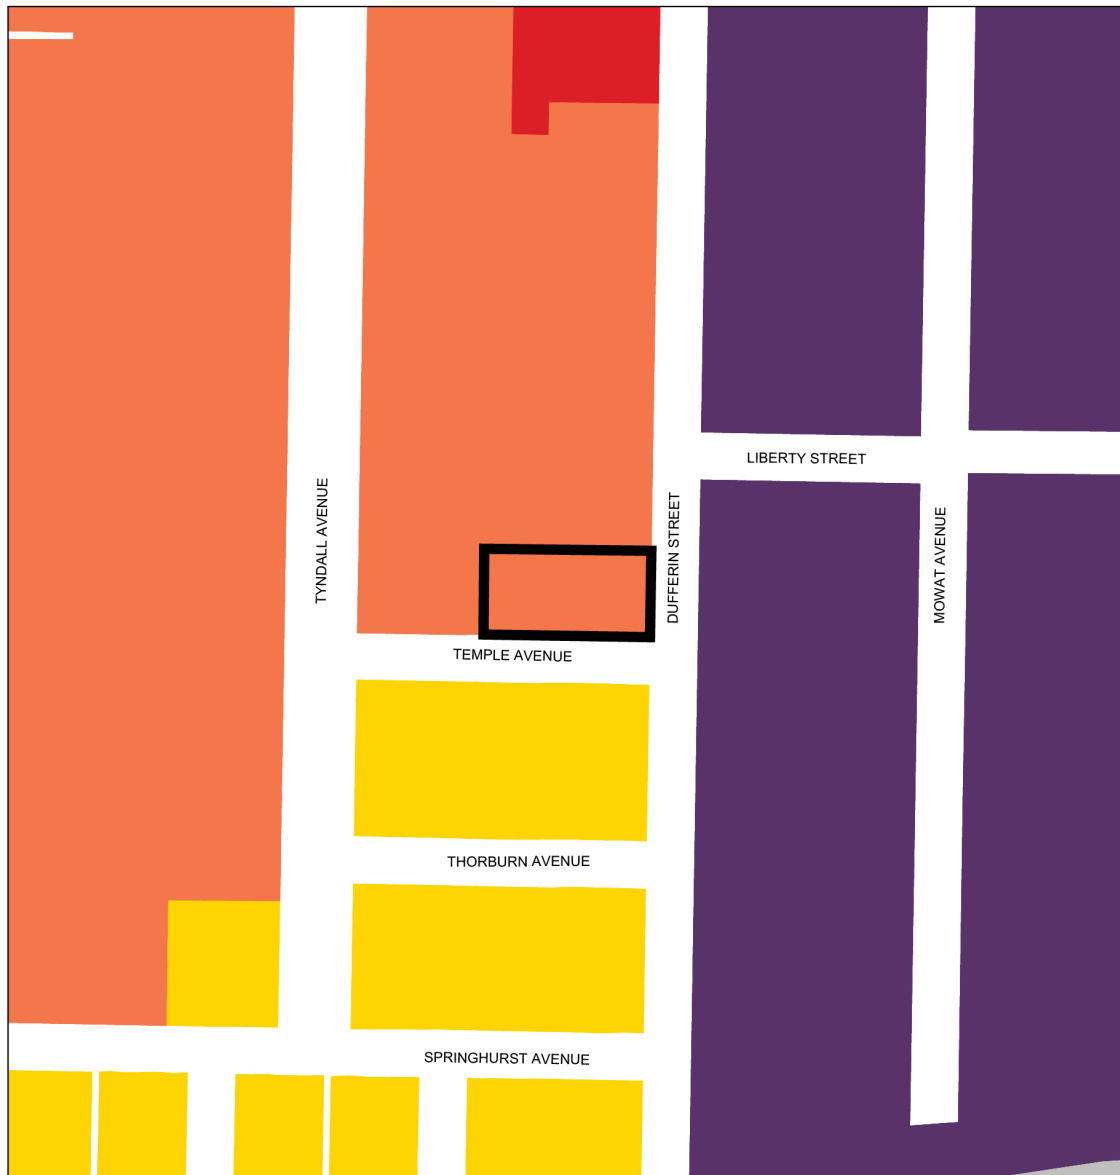 LIBERTY STREET
TYNDALL AVENUE
DUFFERIN STREET
MOWAT AVENUE
TEMPLE AVENUE
THORBURN AVENUE
SPRINGHURST AVENUE